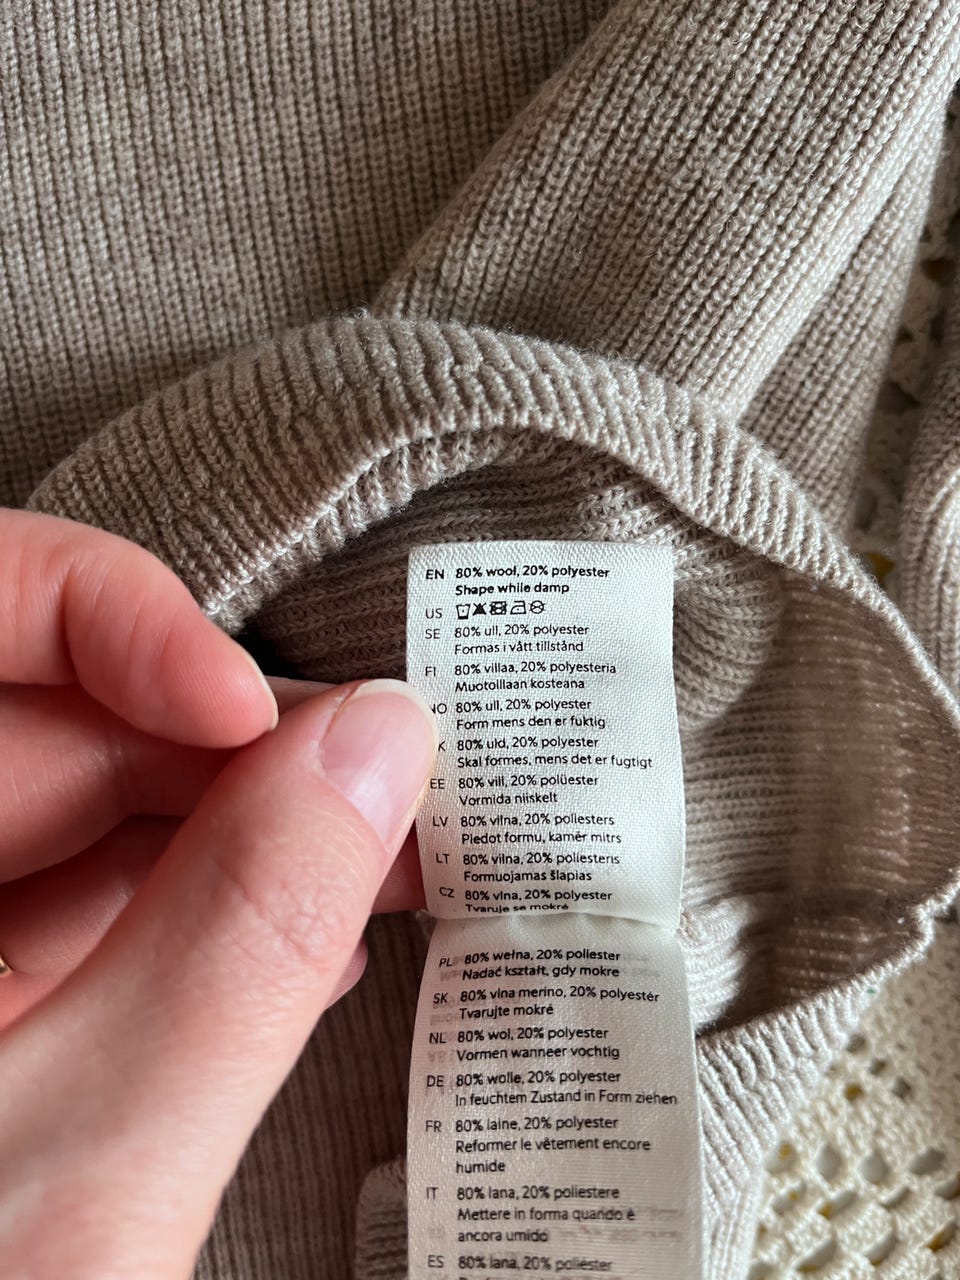 EN 80% wool, 20% polyester
Shape while damp
US
SE 80% ull, 20% polyester
Formas i vått tillstånd
FI 80% villaa, 20% polyesteria
Muotoillaan kosteana
NO 80% ull, 20% polyester
Form mens den er fuktig
K 80% uld, 20% polyester
Skal formes, mens det er fugtigt
EE 80% vill, 20% polüester
Vormida niiskelt
LV 80% vilna, 20% poliesters
Piedot formu, kamēr mitrs
LT 80% vilna, 20% poliesteris
Formuojamas šlapias
CZ 80% vlna, 20% polyester
Tvaruje se mokré
PL 80% wełna, 20% poliester
Nadać kształt, gdy mokre
SK 80% vlna merino, 20% polyestér
Tvarujte mokré
NL 80% wol, 20% polyester
Vormen wanneer vochtig
DE 80% wolle, 20% polyester
In feuchtem Zustand in Form ziehen
FR 80% laine, 20% polyester
Reformer le vêtement encore
humide
IT 80% lana, 20% poliestere
Mettere in forma quando è
ancora umido
ES 80% lana, 20% poliéster